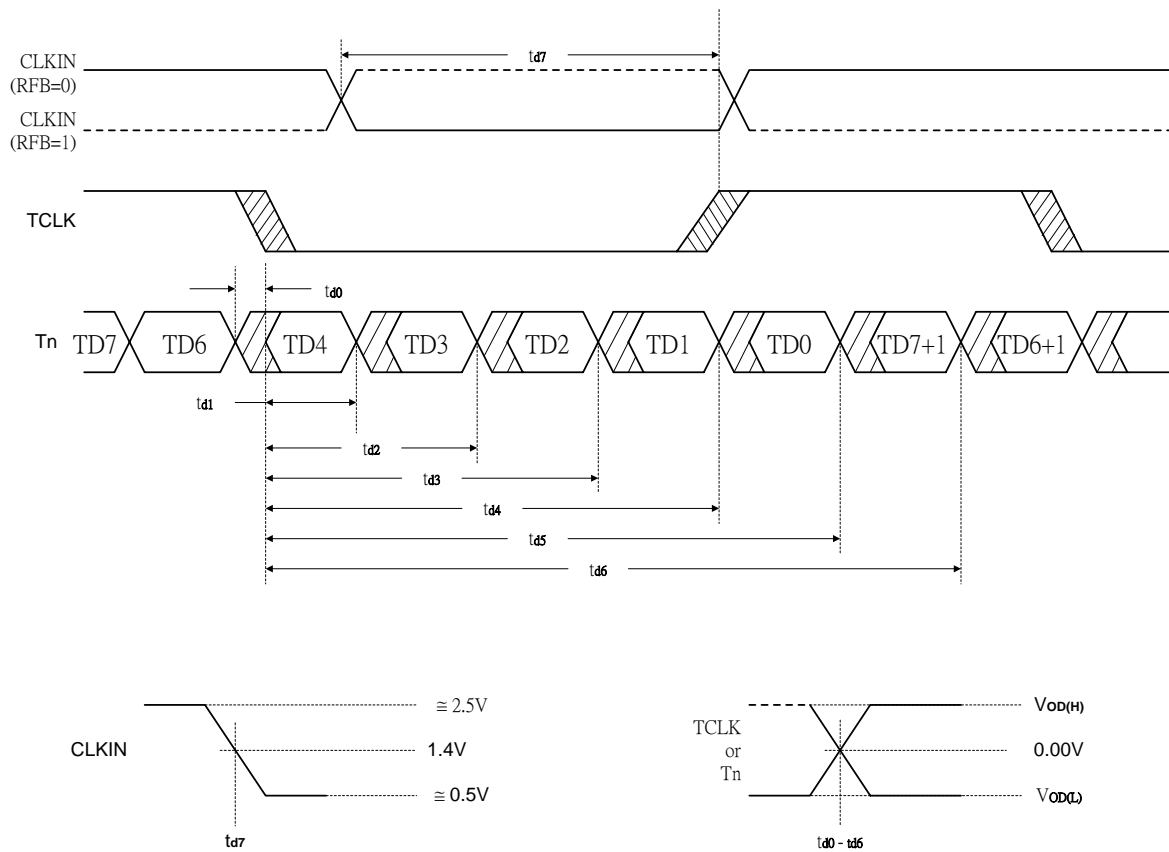 CLKIN
(RFB=0)
td7
CLKIN
(RFB=1)
TCLK
td0
Tn
TD7
TD6
TD4
TD3
TD2
TD1
TD0
TD7+1
TD6+1
td1
td2
td3
td4
td5
td6
CLKIN
≅ 2.5V
1.4V
≅ 0.5V
td7
TCLK
or
Tn
VOD(H)
0.00V
VOD(L)
td0 - td6